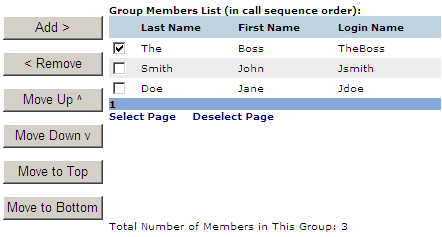 Group Members List (in call sequence order):
Add >
Last Name First Name Login Name
The Boss TheBoss
< Remove
Smith John Jsmith
Doe Jane Jdoe
Move Up ^
1
Select Page Deselect Page
Move Down v
Move to Top
Move to Bottom
Total Number of Members in This Group: 3